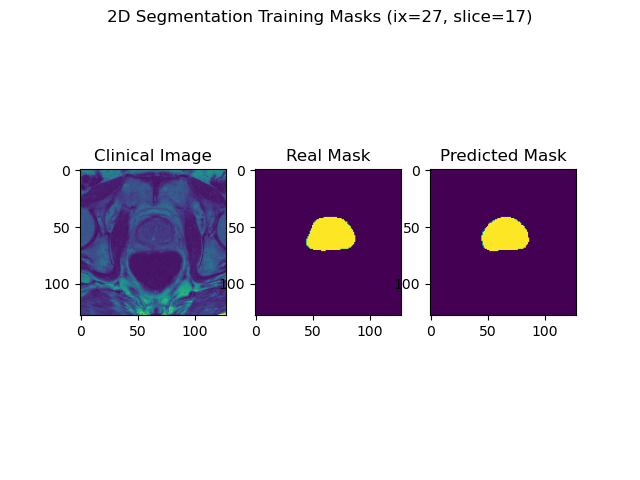 2D Segmentation Training Masks (ix=27, slice=17)
Clinical Image Real Mask Predicted Mask
0 0 0
50 50 50
100 100 100
0 50 100 0 50 100 0 50 100